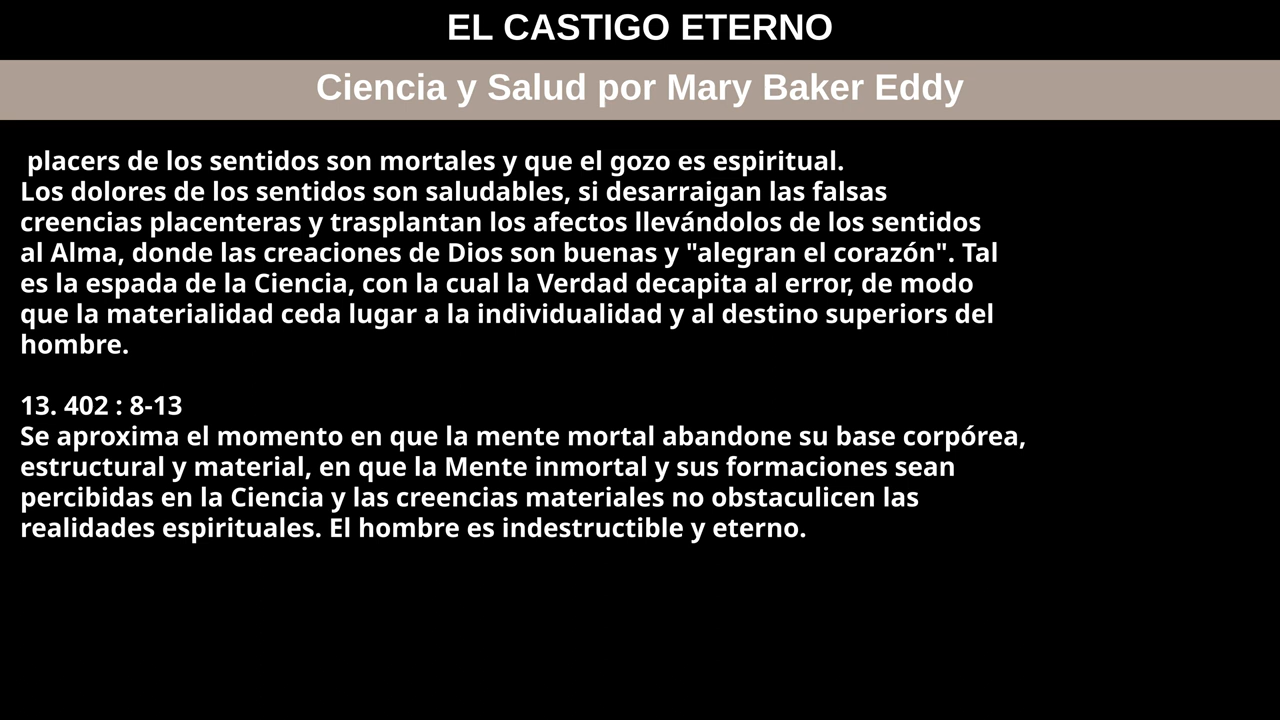 EL CASTIGO ETERNO
Ciencia y Salud por Mary Baker Eddy
placers de los sentidos son mortales y que el gozo es espiritual.
Los dolores de los sentidos son saludables, si desarraigan las falsas
creencias placenteras y trasplantan los afectos llevándolos de los sentidos
al Alma, donde las creaciones de Dios son buenas y "alegran el corazón". Tal
es la espada de la Ciencia, con la cual la Verdad decapita al error, de modo
que la materialidad ceda lugar a la individualidad y al destino superiors del
hombre.
13. 402 : 8-13
Se aproxima el momento en que la mente mortal abandone su base corpórea,
estructural y material, en que la Mente inmortal y sus formaciones sean
percibidas en la Ciencia y las creencias materiales no obstaculicen las
realidades espirituales. El hombre es indestructible y eterno.